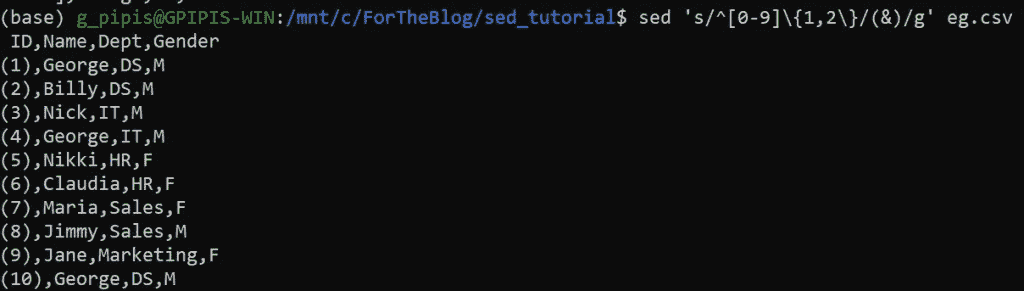 (base) g_pipis@GPIPIS-WIN:/mnt/c/ForTheBlog/sed_tutorial$ sed 's/^[0-9]\{1,2\}/(&)/g' eg.csv
ID,Name,Dept,Gender
(1),George,DS,M
(2),Billy,DS,M
(3),Nick,IT,M
(4),George,IT,M
(5),Nikki,HR,F
(6),Claudia,HR,F
(7),Maria,Sales,F
(8),Jimmy,Sales,M
(9),Jane,Marketing,F
(10),George,DS,M